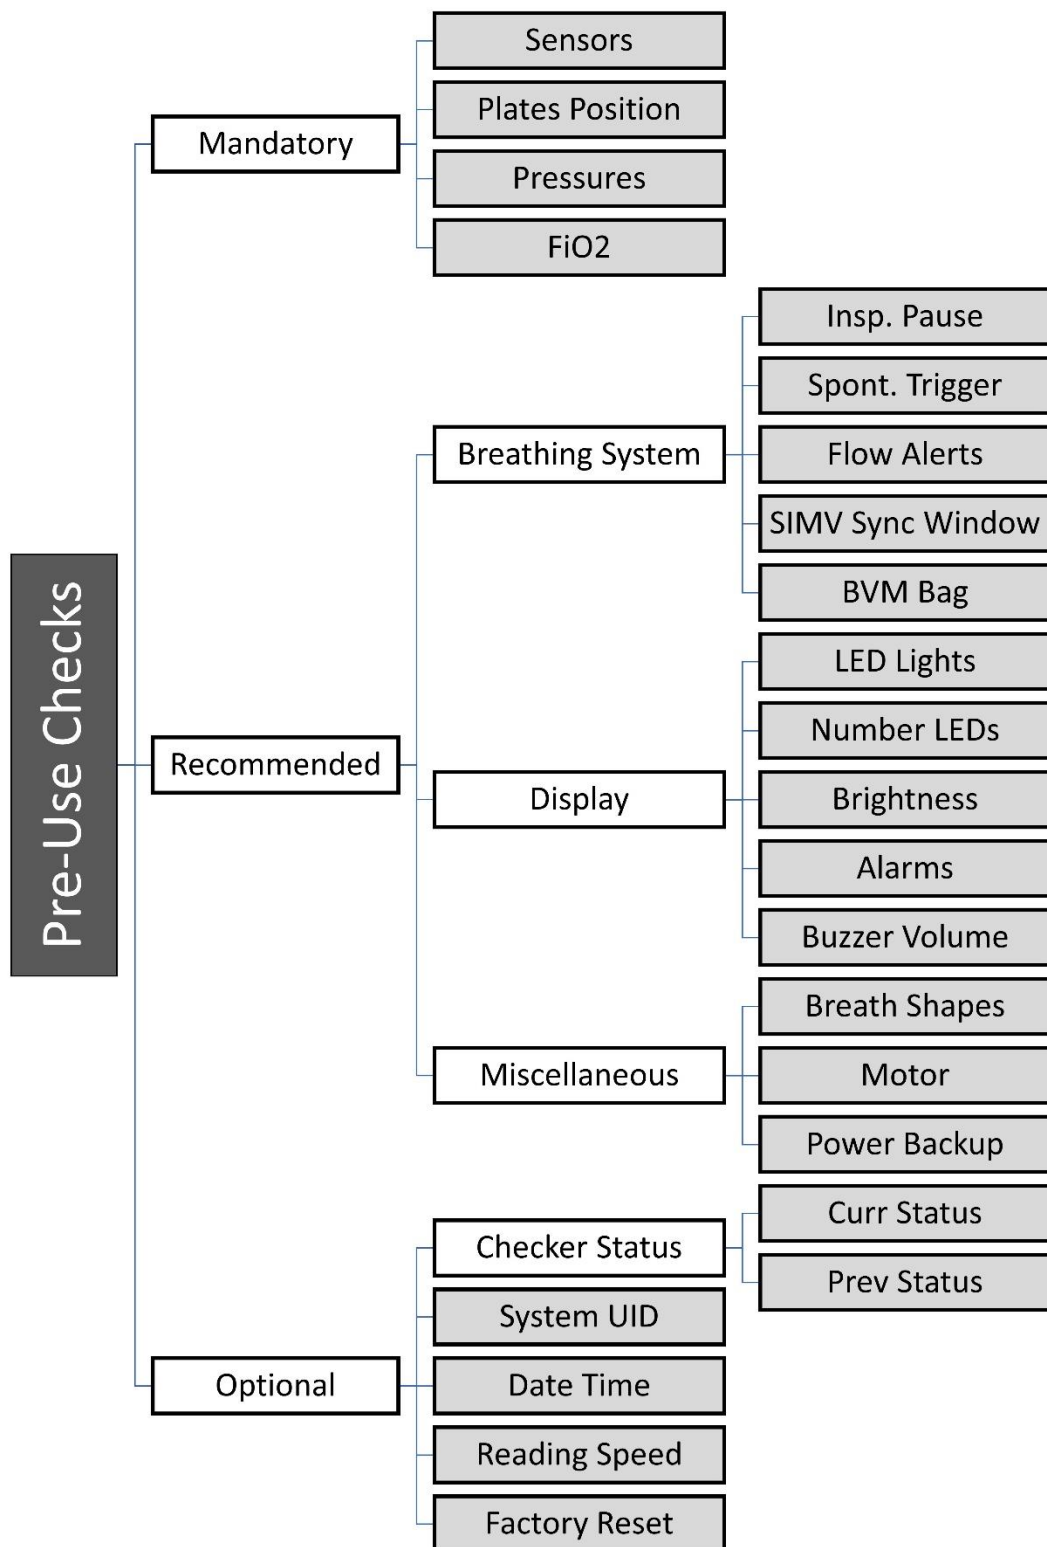 Pre-Use Checks
Mandatory
Sensors
Plates Position
Pressures
FiO2
Recommended
Breathing System
Insp. Pause
Spont. Trigger
Flow Alerts
SIMV Sync Window
BVM Bag
Display
LED Lights
Number LEDs
Brightness
Alarms
Buzzer Volume
Miscellaneous
Breath Shapes
Motor
Power Backup
Optional
Checker Status
Curr Status
Prev Status
System UID
Date Time
Reading Speed
Factory Reset